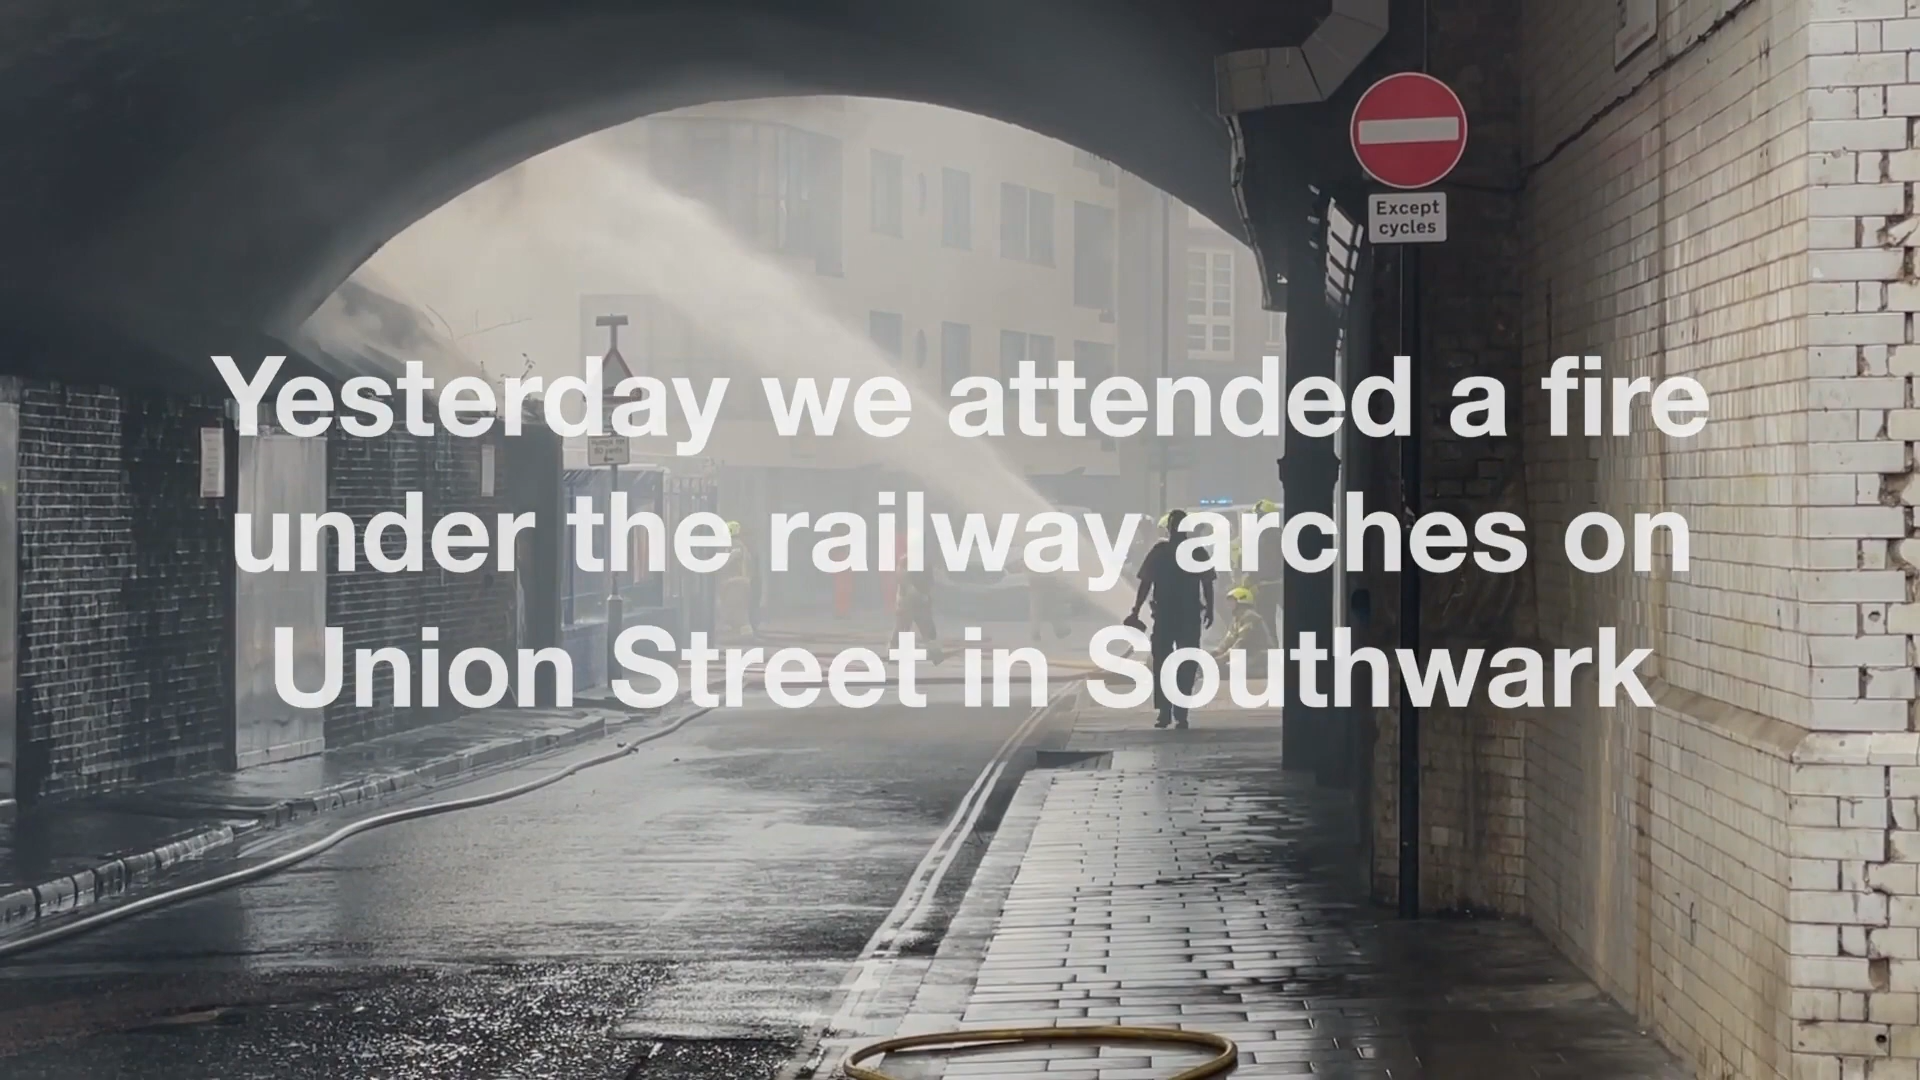 Except
cycles
Yesterday we attended a fire
under the railway arches on
Union Street in Southwark